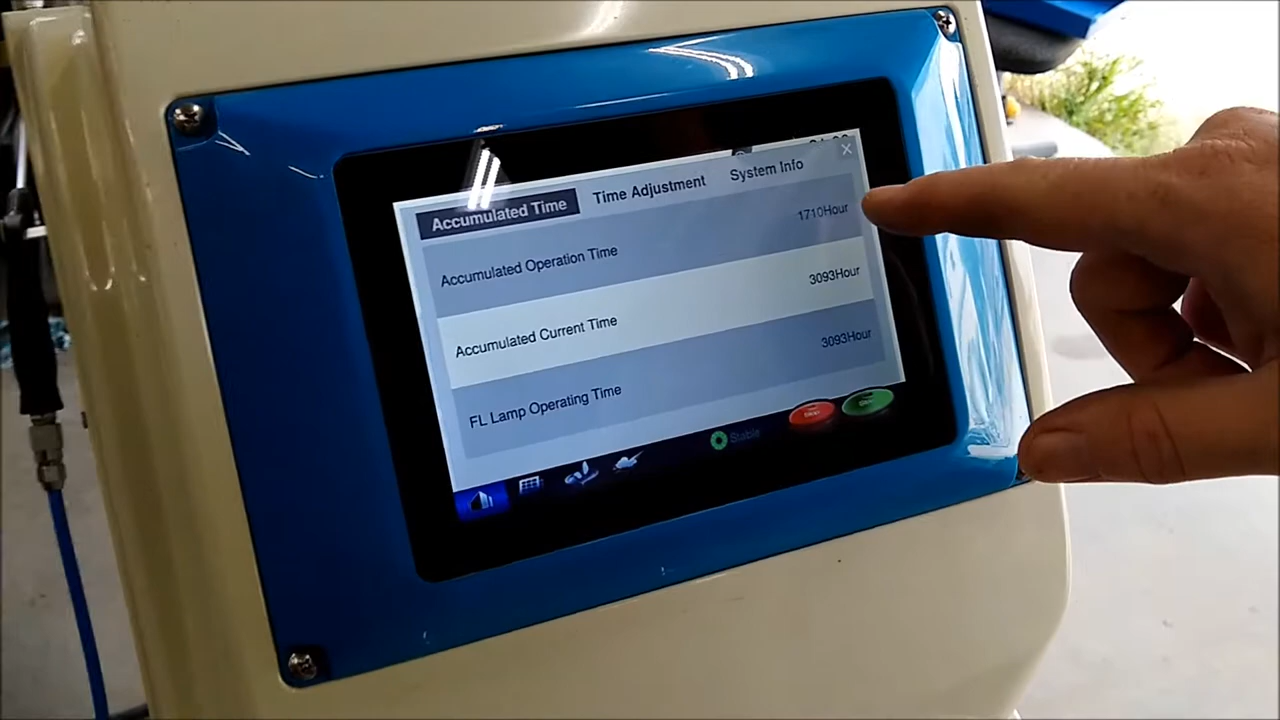 Accumulated Time
Time Adjustment
System Info
Accumulated Operation Time
1710Hour
Accumulated Current Time
3093Hour
FL Lamp Operating Time
3093Hour
Stable